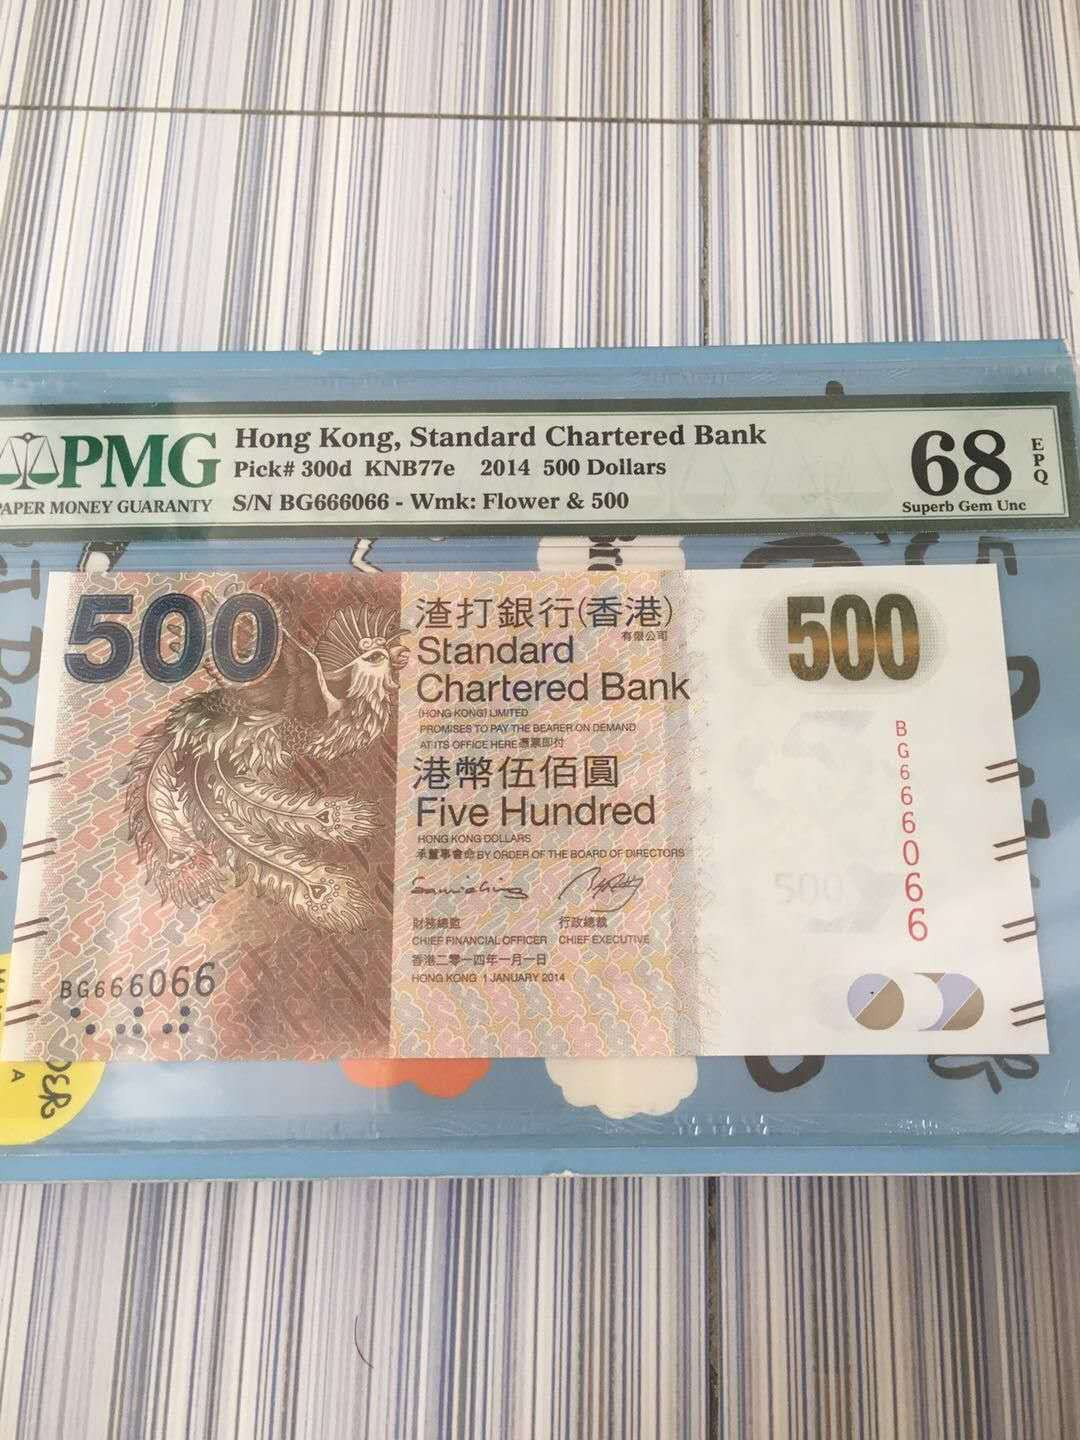 PMG
PAPER MONEY GUARANTY
Hong Kong, Standard Chartered Bank
Pick# 300d KNB77e 2014 500 Dollars
S/N BG666066 - Wmk: Flower & 500
68
EPQ
Superb Gem Unc
500
渣打銀行(香港)
有限公司
Standard
Chartered Bank
(HONG KONG) LIMITED
PROMISES TO PAY THE BEARER ON DEMAND
AT ITS OFFICE HERE 憑票即付
港幣伍佰圓
Five Hundred
HONG KONG DOLLARS
承董事會命 BY ORDER OF THE BOARD OF DIRECTORS
財務總監 行政總裁
CHIEF FINANCIAL OFFICER CHIEF EXECUTIVE
香港二零一四年一月一日
HONG KONG 1 JANUARY 2014
BG666066
500
BG666066
500